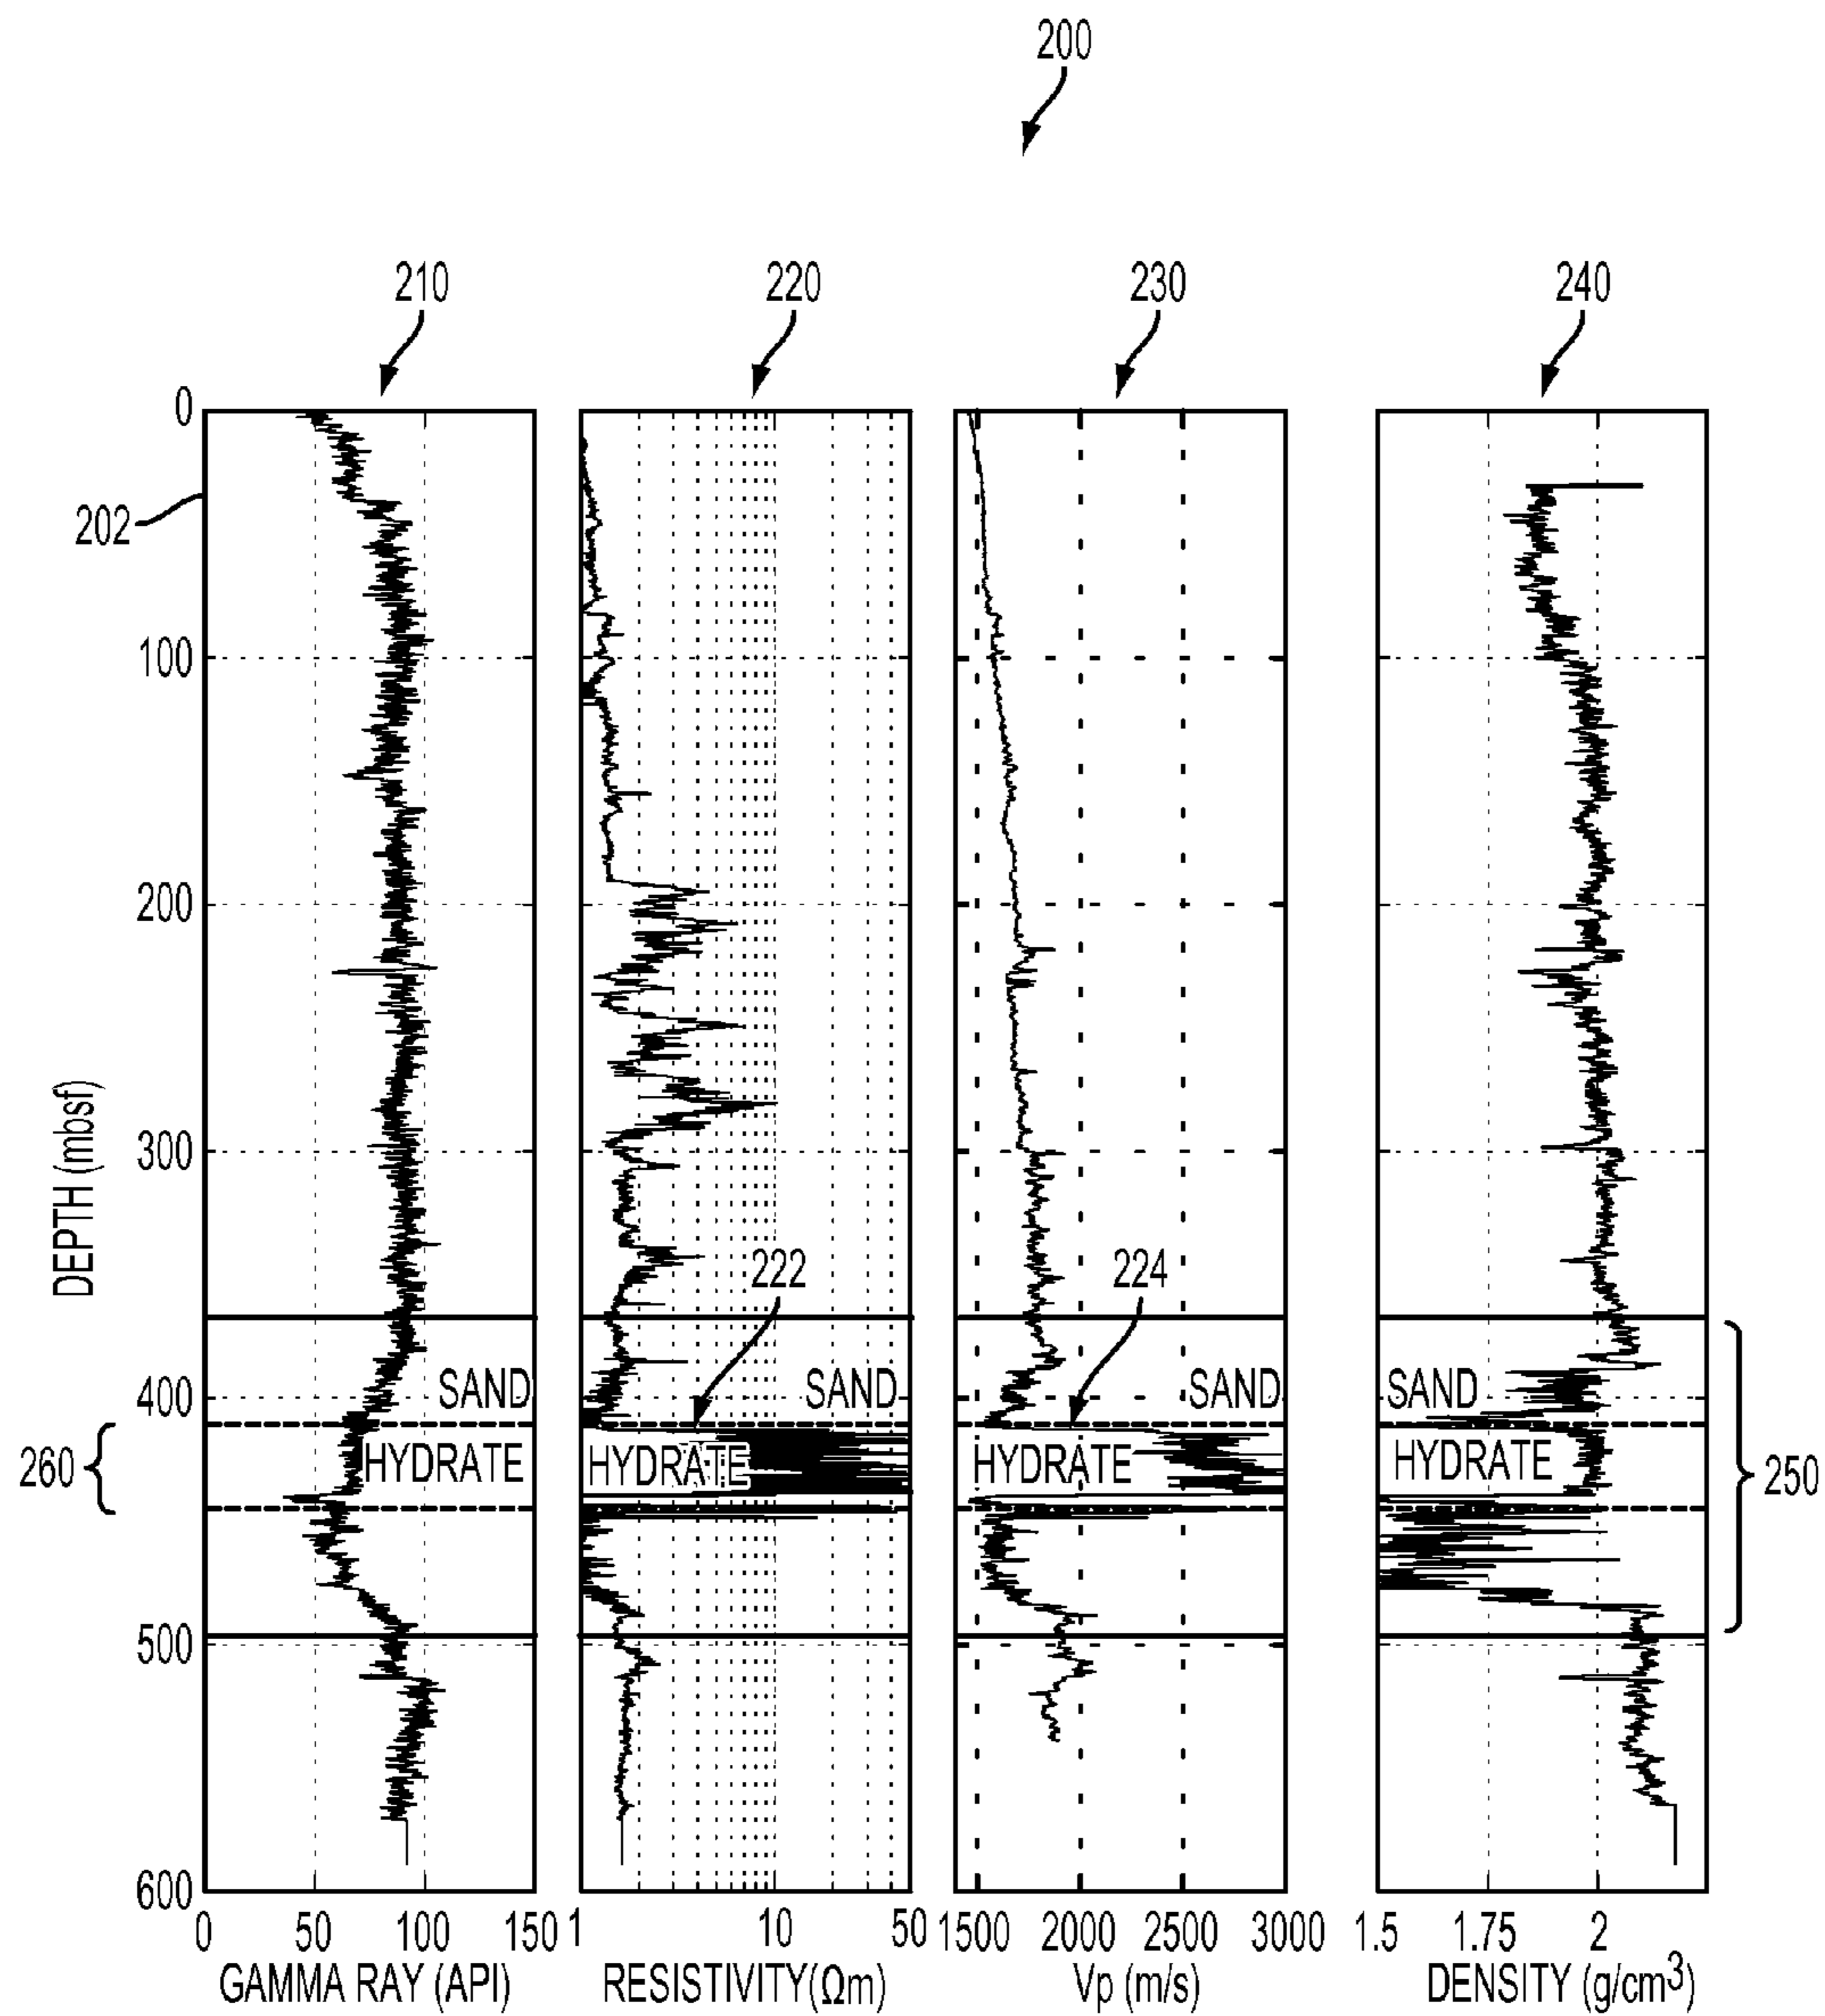 200
210 220 230 240
0
202
100
200
300
DEPTH (mbsf)
222 224
SAND SAND SAND SAND
400
260 HYDRATE HYDRATE HYDRATE HYDRATE 250
500
600
0 50 100 150 1 10 50 1500 2000 2500 3000 1.5 1.75 2
GAMMA RAY (API) RESISTIVITY(Ωm) Vp (m/s) DENSITY (g/cm³)